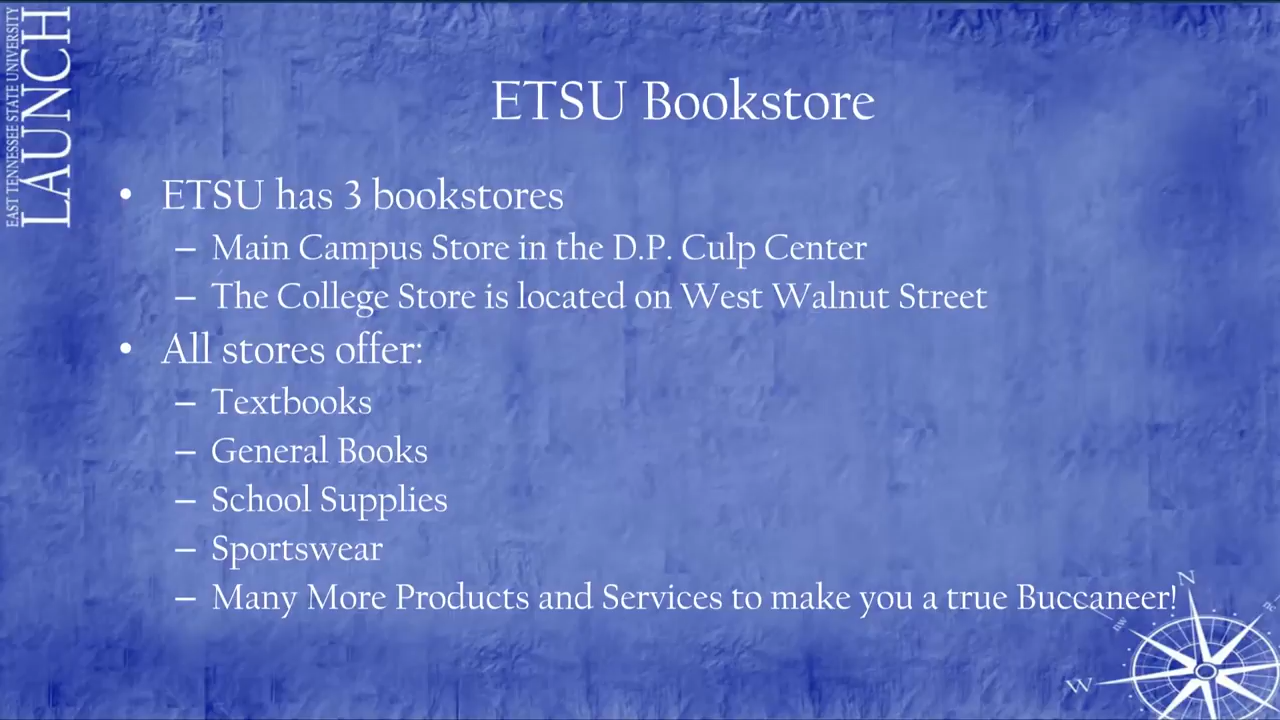 EAST TENNESSEE STATE UNIVERSITY
LAUNCH
ETSU Bookstore
• ETSU has 3 bookstores
– Main Campus Store in the D.P. Culp Center
– The College Store is located on West Walnut Street
• All stores offer:
– Textbooks
– General Books
– School Supplies
– Sportswear
– Many More Products and Services to make you a true Buccaneer!
N
nw
W